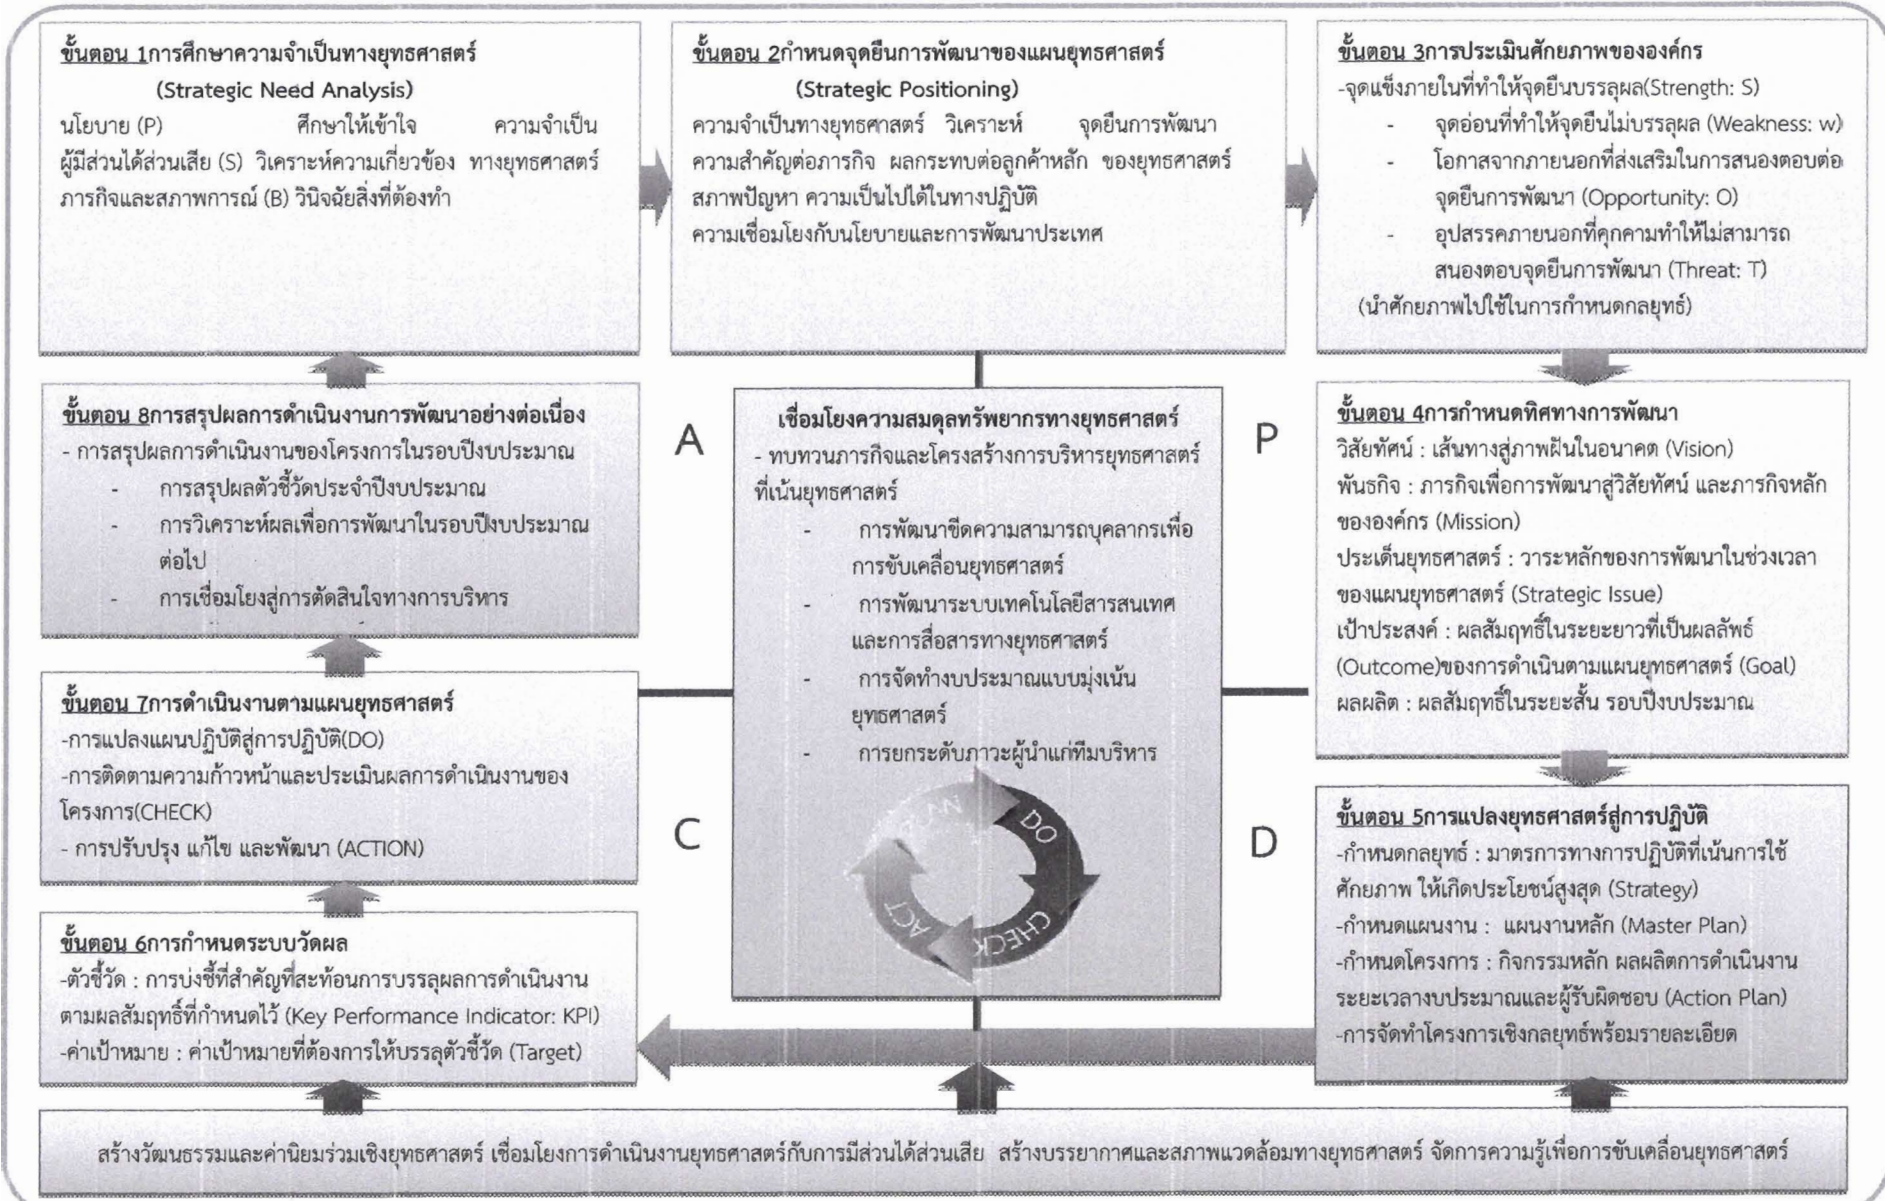 ขั้นตอน 1การศึกษาความจำเป็นทางยุทธศาสตร์
(Strategic Need Analysis)
นโยบาย (P) ศึกษาให้เข้าใจ ความจำเป็น
ผู้มีส่วนได้ส่วนเสีย (S) วิเคราะห์ความเกี่ยวข้อง ทางยุทธศาสตร์
ภารกิจและสภาพการณ์ (B) วินิจฉัยสิ่งที่ต้องทำ
ขั้นตอน 2กำหนดจุดยืนการพัฒนาของแผนยุทธศาสตร์
(Strategic Positioning)
ความจำเป็นทางยุทธศาสตร์ วิเคราะห์ จุดยืนการพัฒนา
ความสำคัญต่อภารกิจ ผลกระทบต่อลูกค้าหลัก ของยุทธศาสตร์
สภาพปัญหา ความเป็นไปได้ในทางปฏิบัติ
ความเชื่อมโยงกับนโยบายและการพัฒนาประเทศ
ขั้นตอน 3การประเมินศักยภาพขององค์กร
-จุดแข็งภายในที่ทำให้จุดยืนบรรลุผล(Strength: S)
- จุดอ่อนที่ทำให้จุดยืนไม่บรรลุผล (Weakness: w)
- โอกาสจากภายนอกที่ส่งเสริมในการสนองตอบต่อ
จุดยืนการพัฒนา (Opportunity: O)
- อุปสรรคภายนอกที่คุกคามทำให้ไม่สามารถ
สนองตอบจุดยืนการพัฒนา (Threat: T)
(นำศักยภาพไปใช้ในการกำหนดกลยุทธ์)
ขั้นตอน 8การสรุปผลการดำเนินงานการพัฒนาอย่างต่อเนื่อง
- การสรุปผลการดำเนินงานของโครงการในรอบปีงบประมาณ
- การสรุปผลตัวชี้วัดประจำปีงบประมาณ
- การวิเคราะห์ผลเพื่อการพัฒนาในรอบปีงบประมาณ
ต่อไป
- การเชื่อมโยงสู่การตัดสินใจทางการบริหาร
A
เชื่อมโยงความสมดุลทรัพยากรทางยุทธศาสตร์
- ทบทวนภารกิจและโครงสร้างการบริหารยุทธศาสตร์
ที่เน้นยุทธศาสตร์
- การพัฒนาขีดความสามารถบุคลากรเพื่อ
การขับเคลื่อนยุทธศาสตร์
- การพัฒนาระบบเทคโนโลยีสารสนเทศ
และการสื่อสารทางยุทธศาสตร์
- การจัดทำงบประมาณแบบมุ่งเน้น
ยุทธศาสตร์
- การยกระดับภาวะผู้นำแก่ทีมบริหาร
PLAN
DO
CHECK
ACT
P
ขั้นตอน 4การกำหนดทิศทางการพัฒนา
วิสัยทัศน์ : เส้นทางสู่ภาพฝันในอนาคต (Vision)
พันธกิจ : ภารกิจเพื่อการพัฒนาสู่วิสัยทัศน์ และภารกิจหลัก
ขององค์กร (Mission)
ประเด็นยุทธศาสตร์ : วาระหลักของการพัฒนาในช่วงเวลา
ของแผนยุทธศาสตร์ (Strategic Issue)
เป้าประสงค์ : ผลสัมฤทธิ์ในระยะยาวที่เป็นผลลัพธ์
(Outcome)ของการดำเนินตามแผนยุทธศาสตร์ (Goal)
ผลผลิต : ผลสัมฤทธิ์ในระยะสั้น รอบปีงบประมาณ
ขั้นตอน 7การดำเนินงานตามแผนยุทธศาสตร์
-การแปลงแผนปฏิบัติสู่การปฏิบัติ(DO)
-การติดตามความก้าวหน้าและประเมินผลการดำเนินงานของ
โครงการ(CHECK)
- การปรับปรุง แก้ไข และพัฒนา (ACTION)
C
D
ขั้นตอน 5การแปลงยุทธศาสตร์สู่การปฏิบัติ
-กำหนดกลยุทธ์ : มาตรการทางการปฏิบัติที่เน้นการใช้
ศักยภาพ ให้เกิดประโยชน์สูงสุด (Strategy)
-กำหนดแผนงาน : แผนงานหลัก (Master Plan)
-กำหนดโครงการ : กิจกรรมหลัก ผลผลิตการดำเนินงาน
ระยะเวลางบประมาณและผู้รับผิดชอบ (Action Plan)
-การจัดทำโครงการเชิงกลยุทธ์พร้อมรายละเอียด
ขั้นตอน 6การกำหนดระบบวัดผล
-ตัวชี้วัด : การบ่งชี้ที่สำคัญที่สะท้อนการบรรลุผลการดำเนินงาน
ตามผลสัมฤทธิ์ที่กำหนดไว้ (Key Performance Indicator: KPI)
-ค่าเป้าหมาย : ค่าเป้าหมายที่ต้องการให้บรรลุตัวชี้วัด (Target)
สร้างวัฒนธรรมและค่านิยมร่วมเชิงยุทธศาสตร์ เชื่อมโยงการดำเนินงานยุทธศาสตร์กับการมีส่วนได้ส่วนเสีย สร้างบรรยากาศและสภาพแวดล้อมทางยุทธศาสตร์ จัดการความรู้เพื่อการขับเคลื่อนยุทธศาสตร์